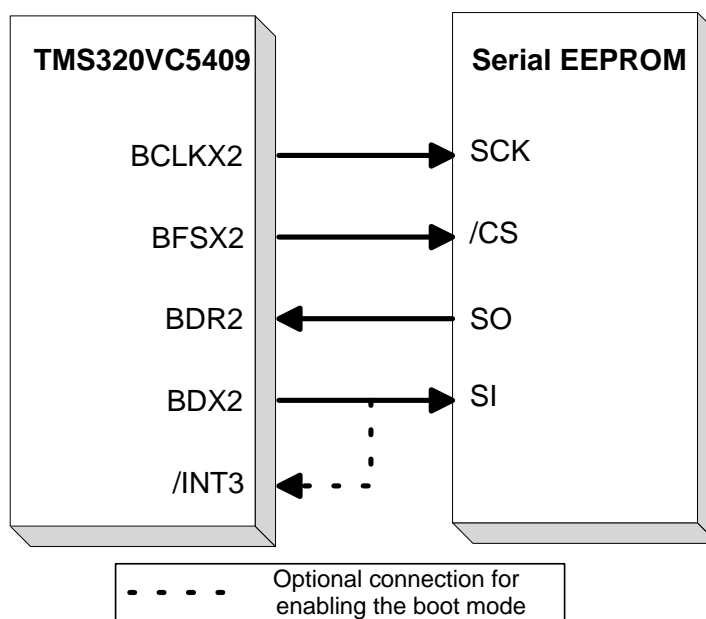 TMS320VC5409
Serial EEPROM
BCLKX2
SCK
BFSX2
/CS
BDR2
SO
BDX2
SI
/INT3
Optional connection for
enabling the boot mode